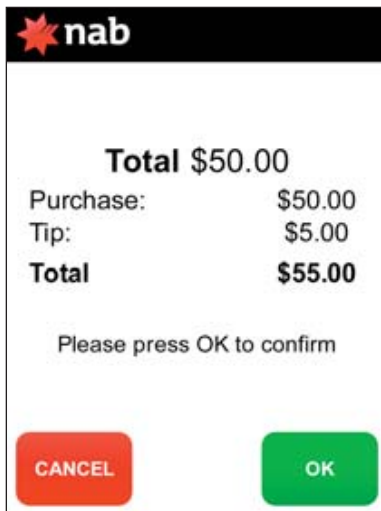 nab
Total $50.00
Purchase: $50.00
Tip: $5.00
Total $55.00
Please press OK to confirm
CANCEL OK